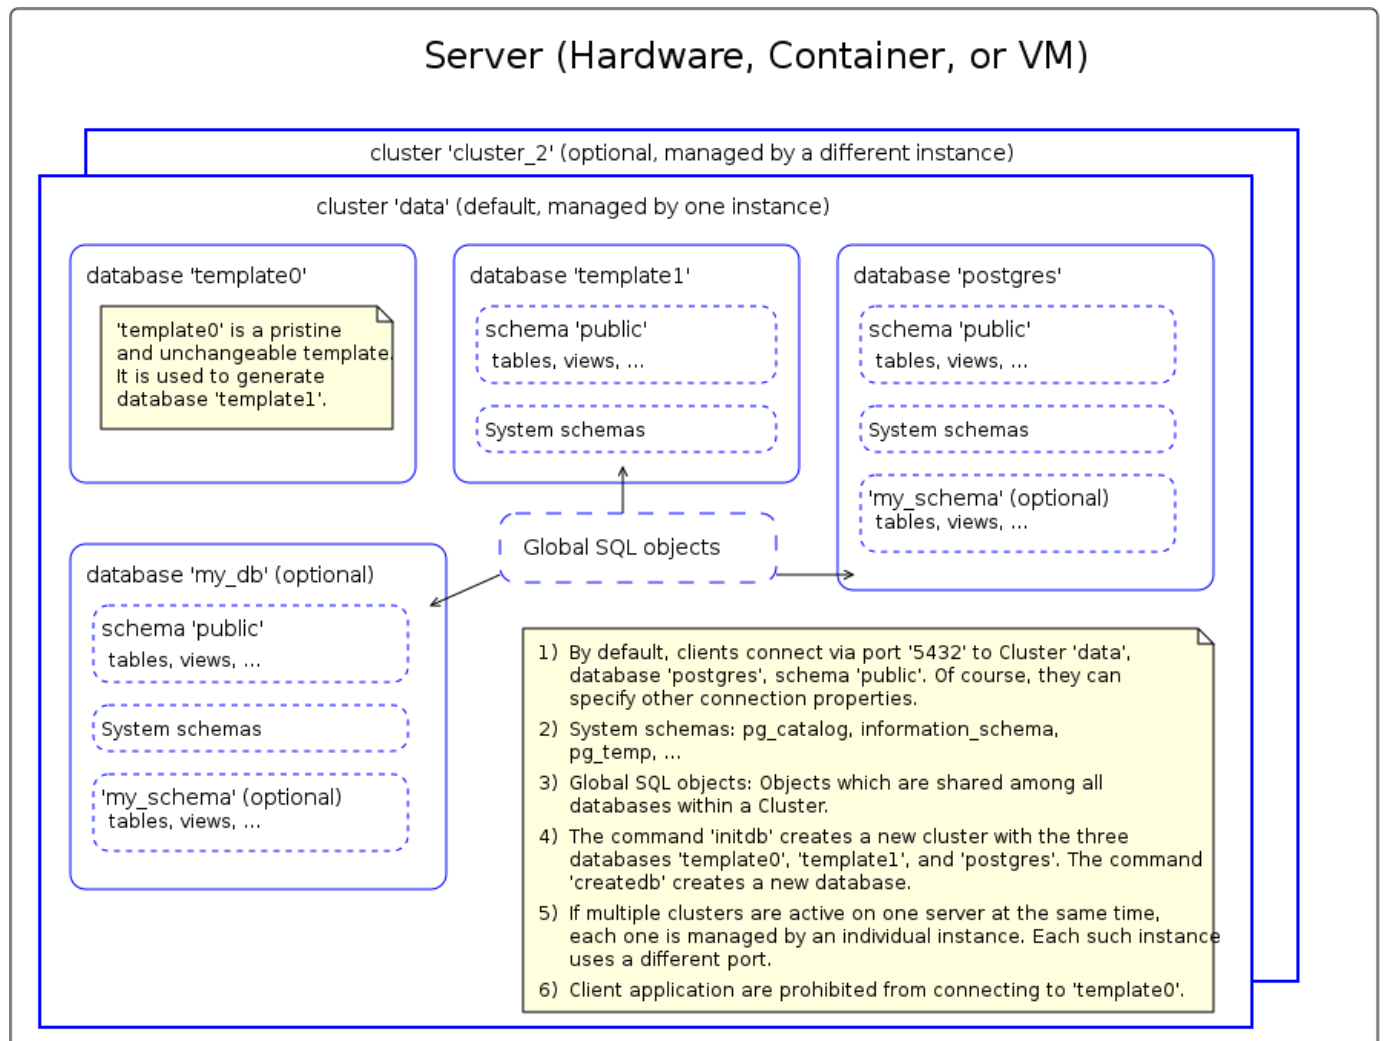 Server (Hardware, Container, or VM)
cluster 'cluster_2' (optional, managed by a different instance)
cluster 'data' (default, managed by one instance)
database 'template0'
'template0' is a pristine
and unchangeable template.
It is used to generate
database 'template1'.
database 'template1'
schema 'public'
tables, views, ...
System schemas
database 'postgres'
schema 'public'
tables, views, ...
System schemas
'my_schema' (optional)
tables, views, ...
Global SQL objects
database 'my_db' (optional)
schema 'public'
tables, views, ...
System schemas
'my_schema' (optional)
tables, views, ...
1) By default, clients connect via port '5432' to Cluster 'data',
database 'postgres', schema 'public'. Of course, they can
specify other connection properties.
2) System schemas: pg_catalog, information_schema,
pg_temp, ...
3) Global SQL objects: Objects which are shared among all
databases within a Cluster.
4) The command 'initdb' creates a new cluster with the three
databases 'template0', 'template1', and 'postgres'. The command
'createdb' creates a new database.
5) If multiple clusters are active on one server at the same time,
each one is managed by an individual instance. Each such instance
uses a different port.
6) Client application are prohibited from connecting to 'template0'.